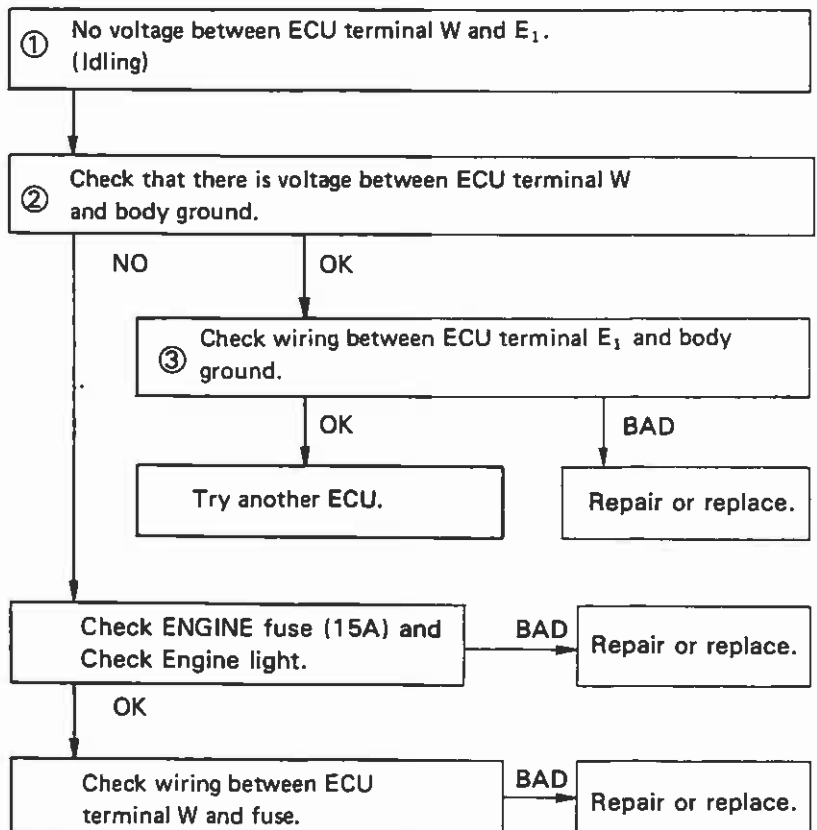 ① No voltage between ECU terminal W and E₁.
(Idling)
② Check that there is voltage between ECU terminal W
and body ground.
NO OK
③ Check wiring between ECU terminal E₁ and body
ground.
OK BAD
Try another ECU. Repair or replace.
Check ENGINE fuse (15A) and
Check Engine light.
BAD
Repair or replace.
OK
Check wiring between ECU
terminal W and fuse.
BAD
Repair or replace.